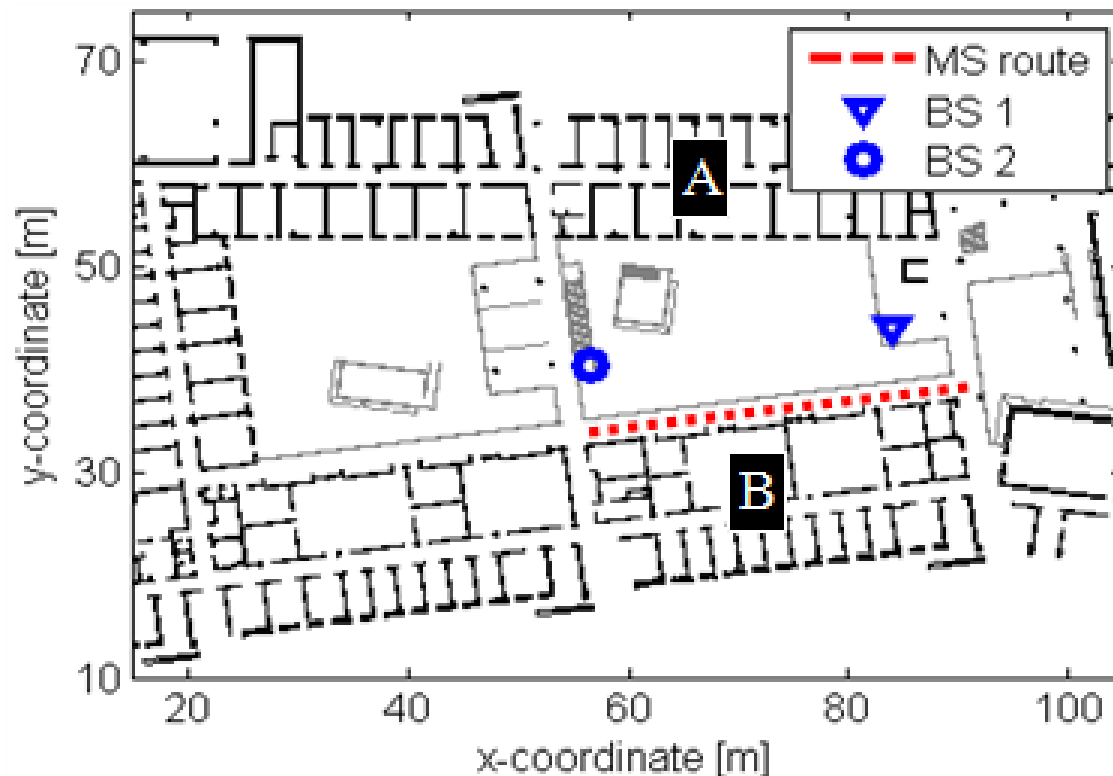 70
50
30
10
y-coordinate [m]
MS route
BS 1
BS 2
A
B
20
40
60
80
100
x-coordinate [m]